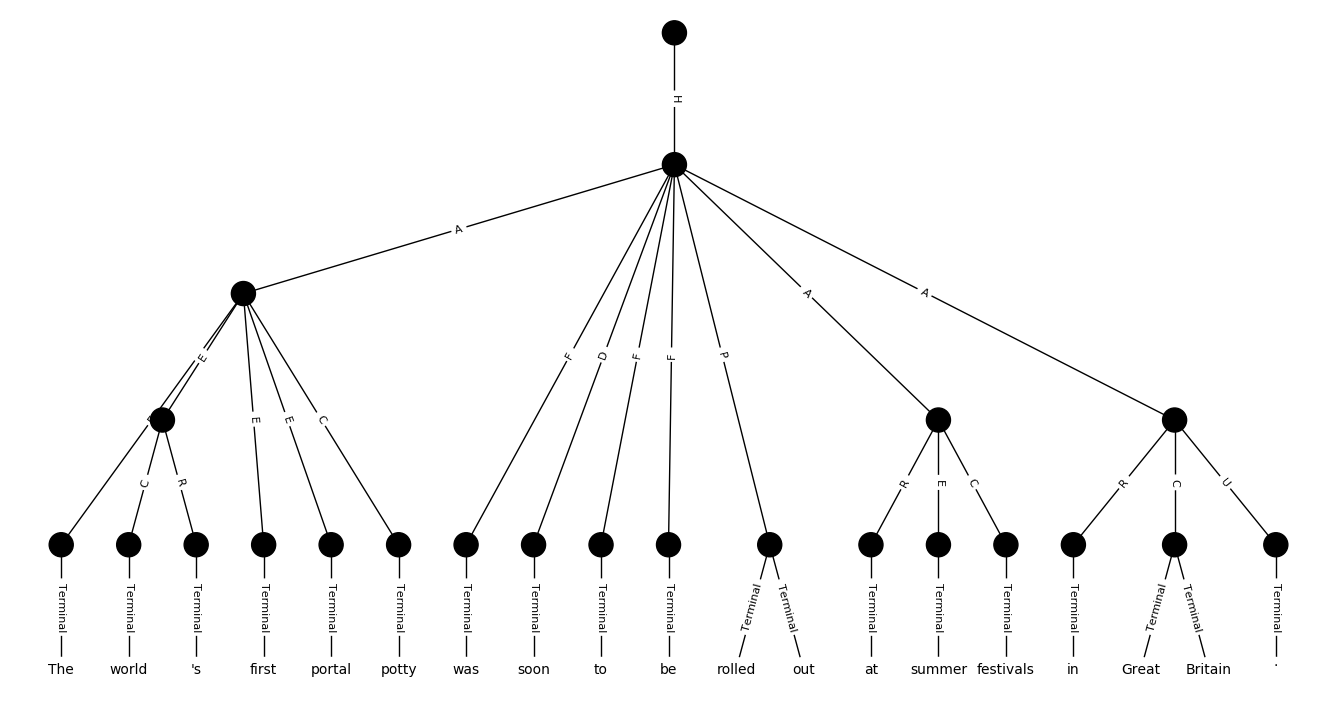 H
A
F D F F P A A
E
E E E C
C R R E C R C U
Terminal Terminal Terminal Terminal Terminal Terminal Terminal Terminal Terminal Terminal Terminal Terminal Terminal Terminal Terminal Terminal Terminal Terminal Terminal
The world 's first portal potty was soon to be rolled out at summer festivals in Great Britain .